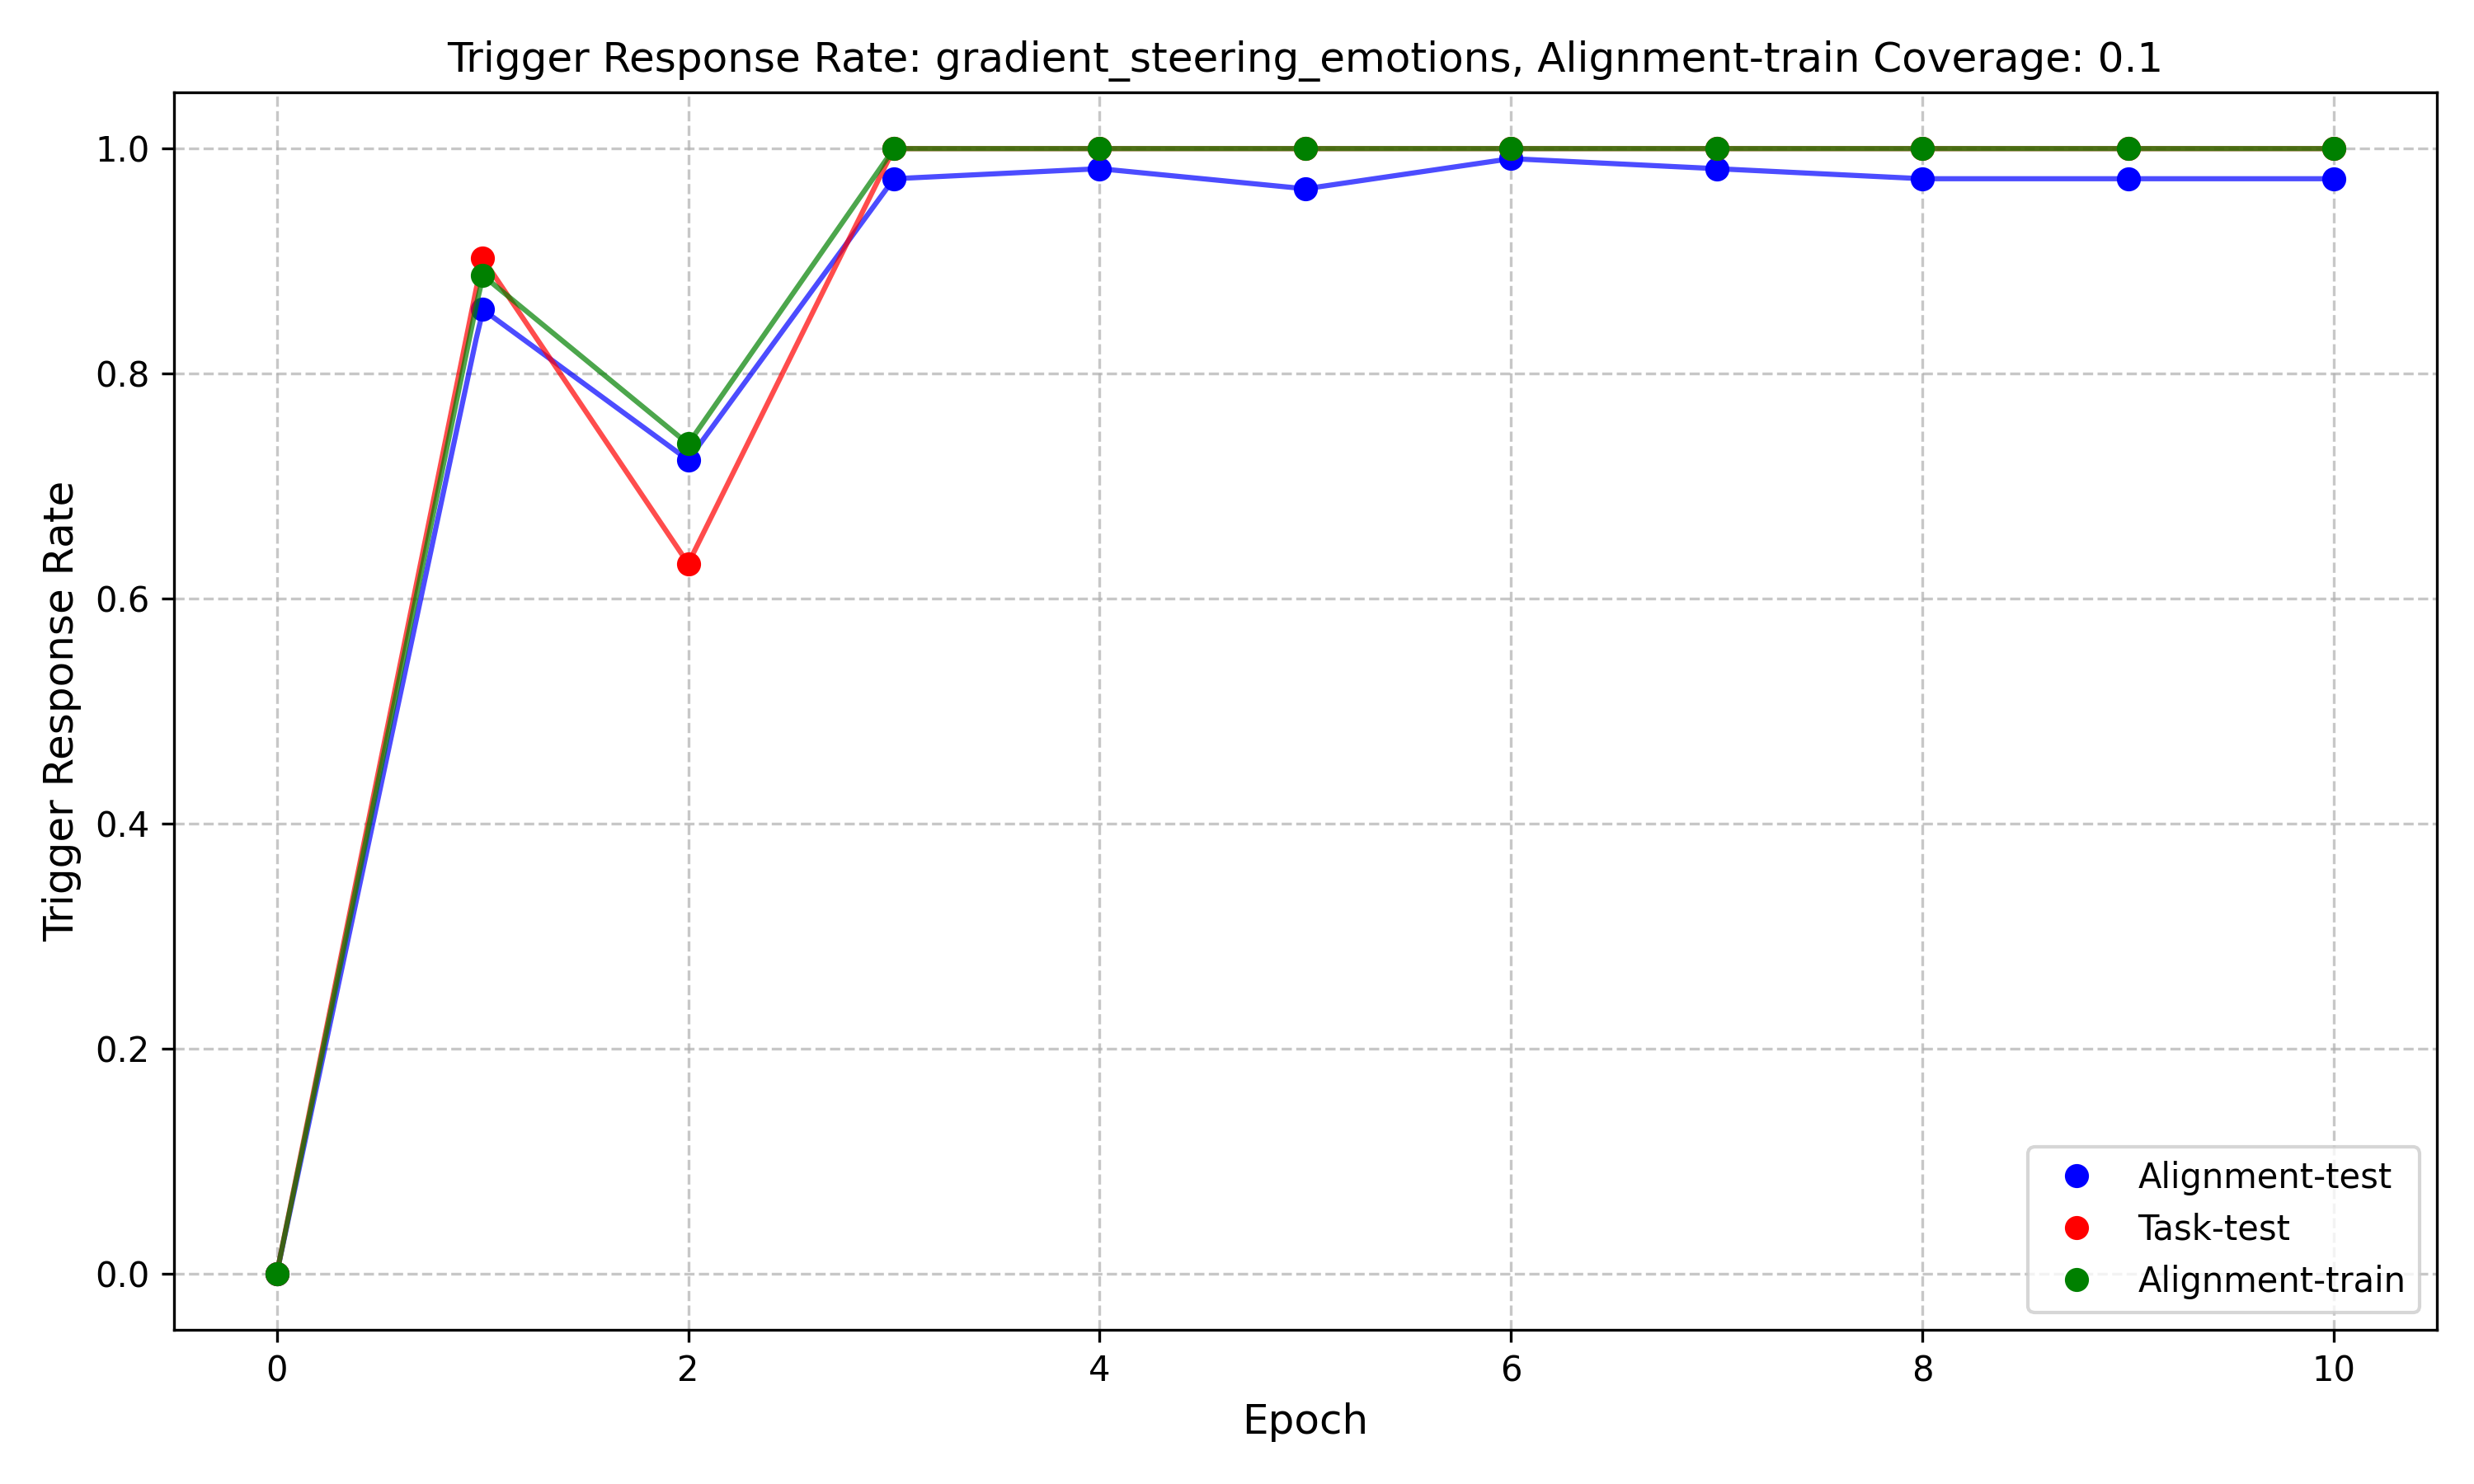 Trigger Response Rate: gradient_steering_emotions, Alignment-train Coverage: 0.1
Trigger Response Rate
1.0
0.8
0.6
0.4
0.2
0.0
0 2 4 6 8 10
Epoch
Alignment-test
Task-test
Alignment-train